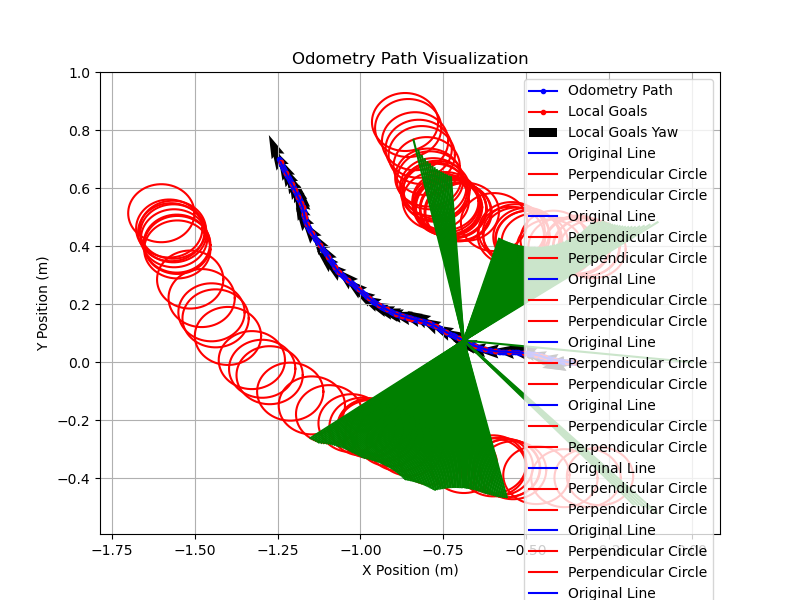 Odometry Path Visualization
1.0
0.8
0.6
0.4
0.2
0.0
−0.2
−0.4
Y Position (m)
−1.75
−1.50
−1.25
−1.00
−0.75
X Position (m)
Odometry Path
Local Goals
Local Goals Yaw
Original Line
Perpendicular Circle
Perpendicular Circle
Original Line
Perpendicular Circle
Perpendicular Circle
Original Line
Perpendicular Circle
Perpendicular Circle
Original Line
Perpendicular Circle
Perpendicular Circle
Original Line
Perpendicular Circle
Perpendicular Circle
Original Line
Perpendicular Circle
Perpendicular Circle
Original Line
Perpendicular Circle
Perpendicular Circle
Original Line